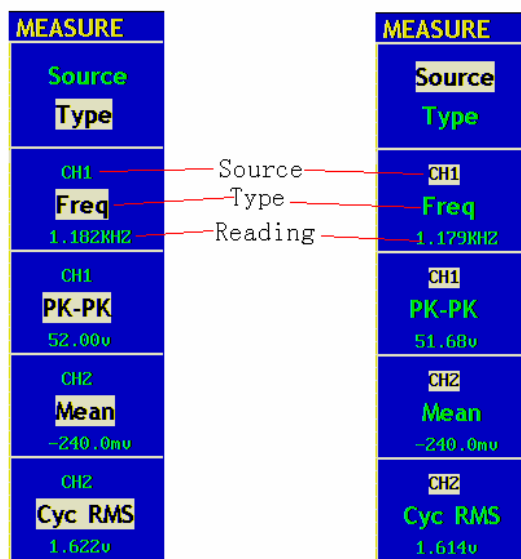 MEASURE
Source
Type
CH1
Freq
1.182KHZ
CH1
PK-PK
52.00v
CH2
Mean
-240.0mv
CH2
Cyc RMS
1.622v
Source
Type
Reading
MEASURE
Source
Type
CH1
Freq
1.179KHZ
CH1
PK-PK
51.68v
CH2
Mean
-240.0mv
CH2
Cyc RMS
1.614v